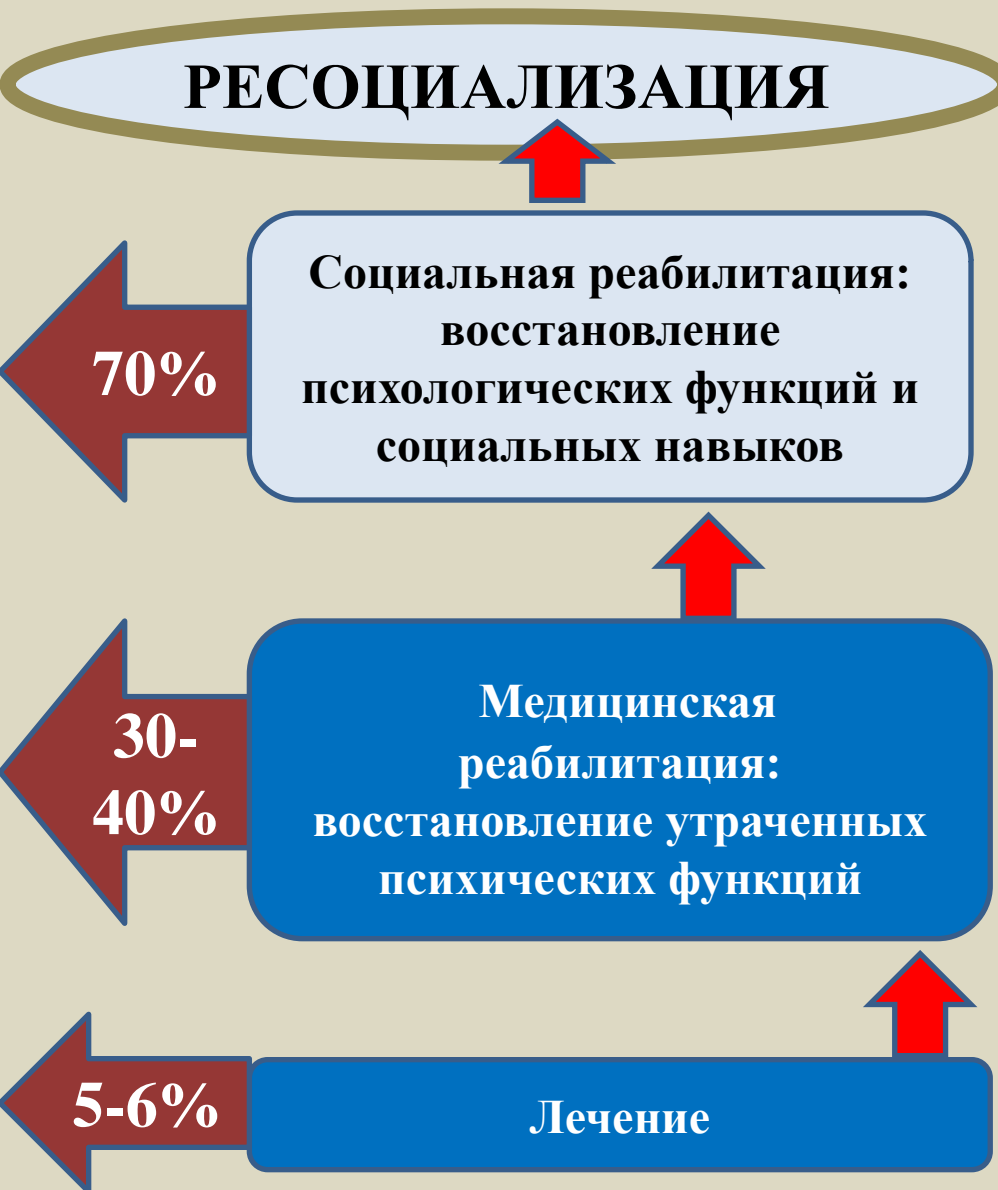 РЕСОЦИАЛИЗАЦИЯ
Социальная реабилитация:
восстановление
психологических функций и
социальных навыков
70%
Медицинская
реабилитация:
восстановление утраченных
психических функций
30-
40%
Лечение
5-6%